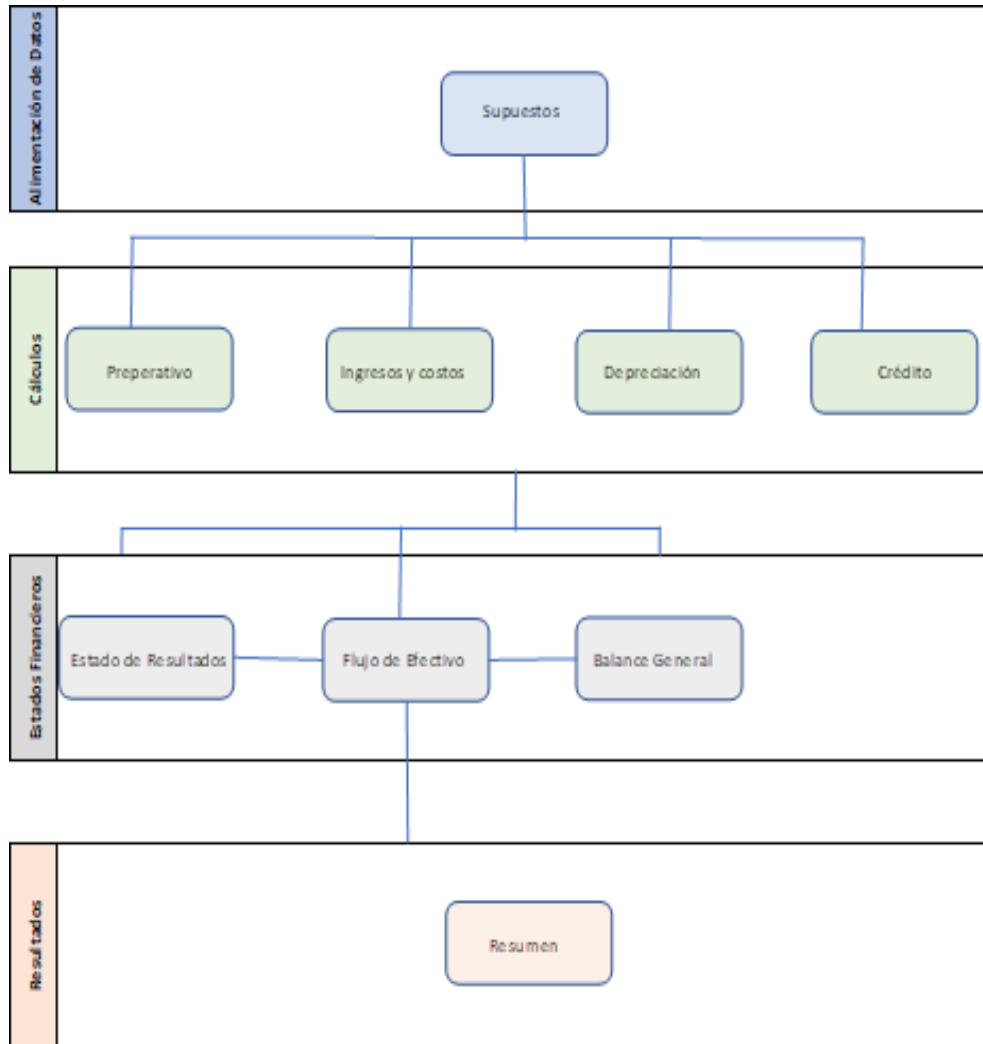 Alimentación de Datos
Supuestos
Cálculos
Preperativo
Ingresos y costos
Depreciación
Crédito
Estados Financieros
Estado de Resultados
Flujo de Efectivo
Balance General
Resultados
Resumen